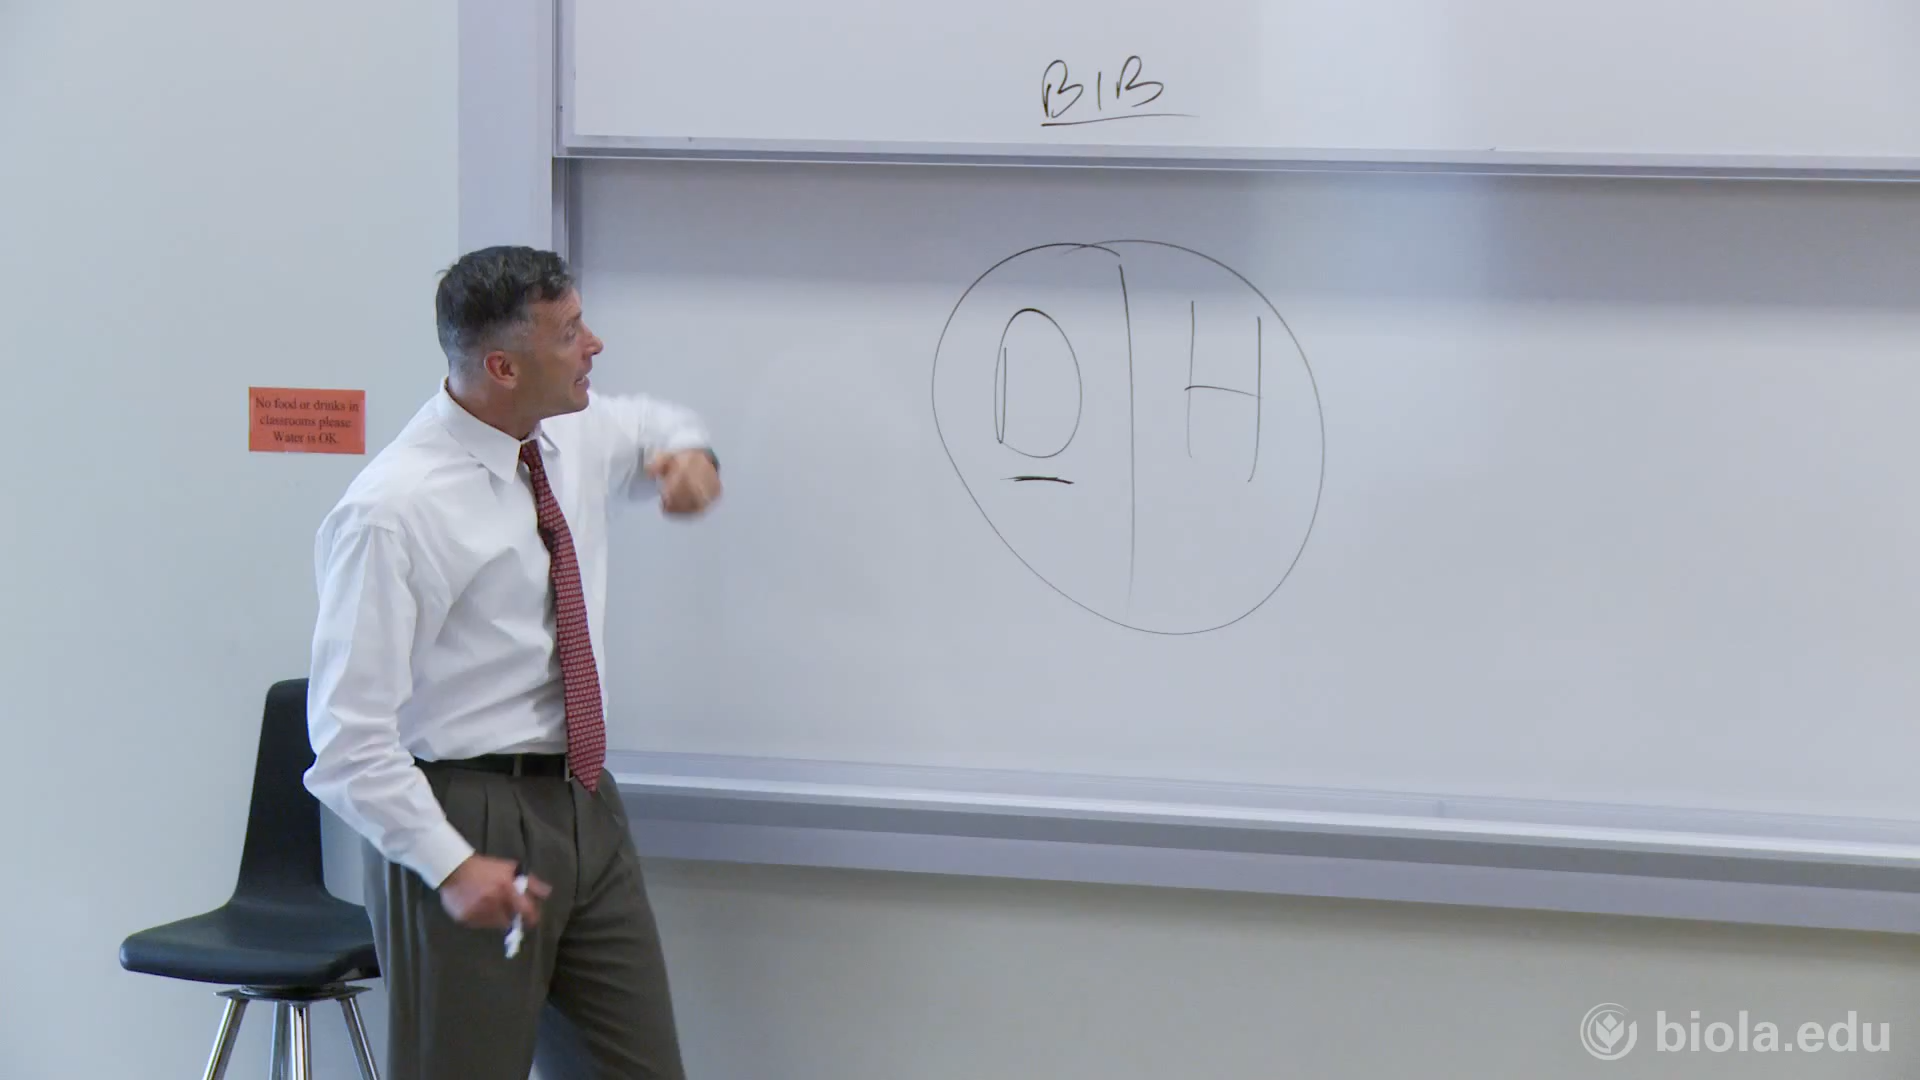 BIB
D H
No food or drinks in
classrooms please
Water is OK.
biola.edu